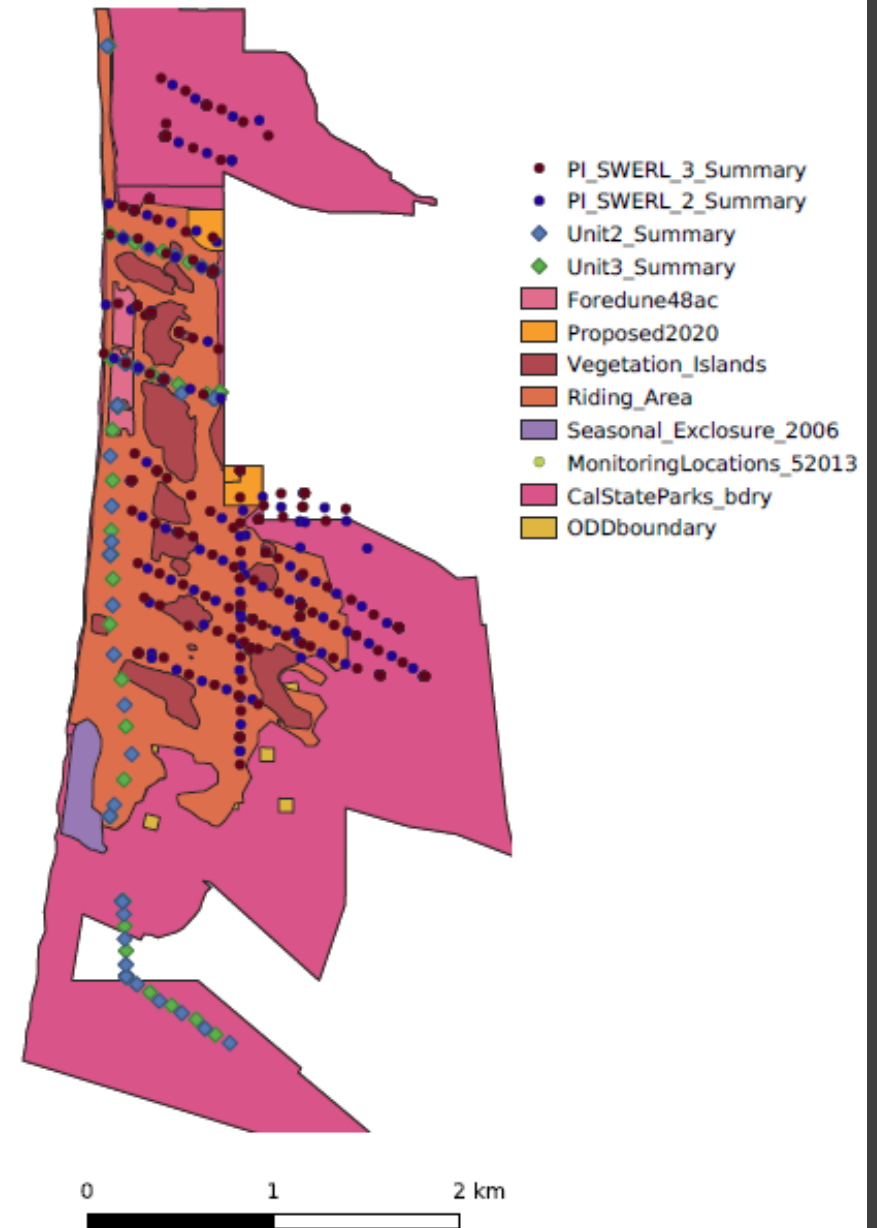 PI_SWERL_3_Summary
PI_SWERL_2_Summary
Unit2_Summary
Unit3_Summary
Foredune48ac
Proposed2020
Vegetation_Islands
Riding_Area
Seasonal_Exclosure_2006
MonitoringLocations_52013
CalStateParks_bdry
ODDboundary
0 1 2 km